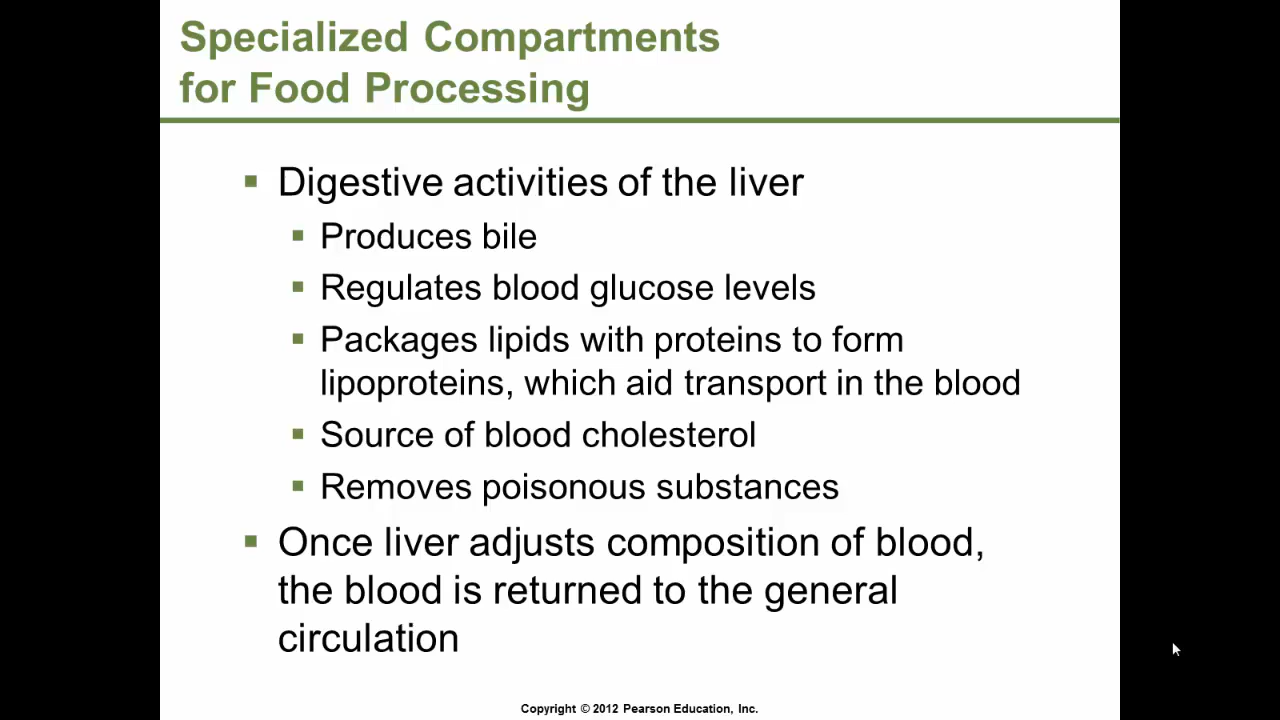 Specialized Compartments
for Food Processing
▪ Digestive activities of the liver
▪ Produces bile
▪ Regulates blood glucose levels
▪ Packages lipids with proteins to form
lipoproteins, which aid transport in the blood
▪ Source of blood cholesterol
▪ Removes poisonous substances
▪ Once liver adjusts composition of blood,
the blood is returned to the general
circulation
Copyright © 2012 Pearson Education, Inc.